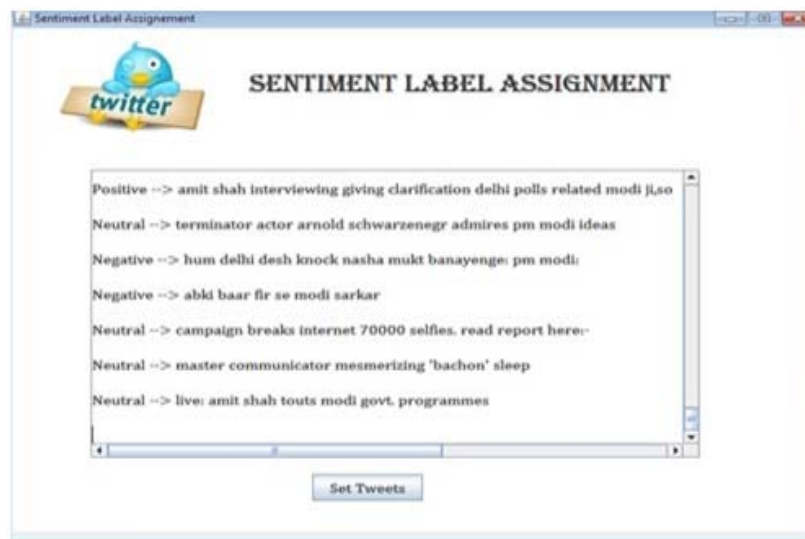 Sentiment Label Assignement
twitter
SENTIMENT LABEL ASSIGNMENT
Positive --> amit shah interviewing giving clarification delhi polls related modi ji,so
Neutral --> terminator actor arnold schwarzenegr admires pm modi ideas
Negative --> hum delhi desh knock nasha mukt banayenge: pm modi:
Negative --> abki baar fir se modi sarkar
Neutral --> campaign breaks internet 70000 selfies. read report here:-
Neutral --> master communicator mesmerizing 'bachon' sleep
Neutral --> live: amit shah touts modi govt. programmes
Set Tweets